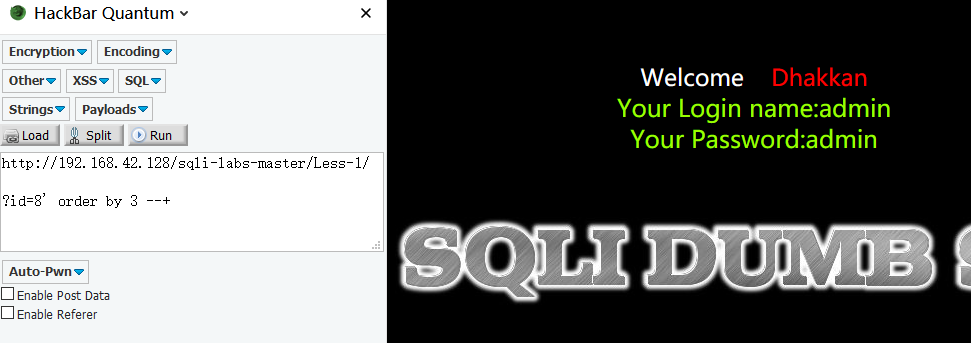 HackBar Quantum
Encryption Encoding
Other XSS SQL
Strings Payloads
Load Split Run
http://192.168.42.128/sqli-labs-master/Less-1/
?id=8' order by 3 --+
Auto-Pwn
Enable Post Data
Enable Referer
Welcome Dhakkan
Your Login name:admin
Your Password:admin
SQLI DUMB S